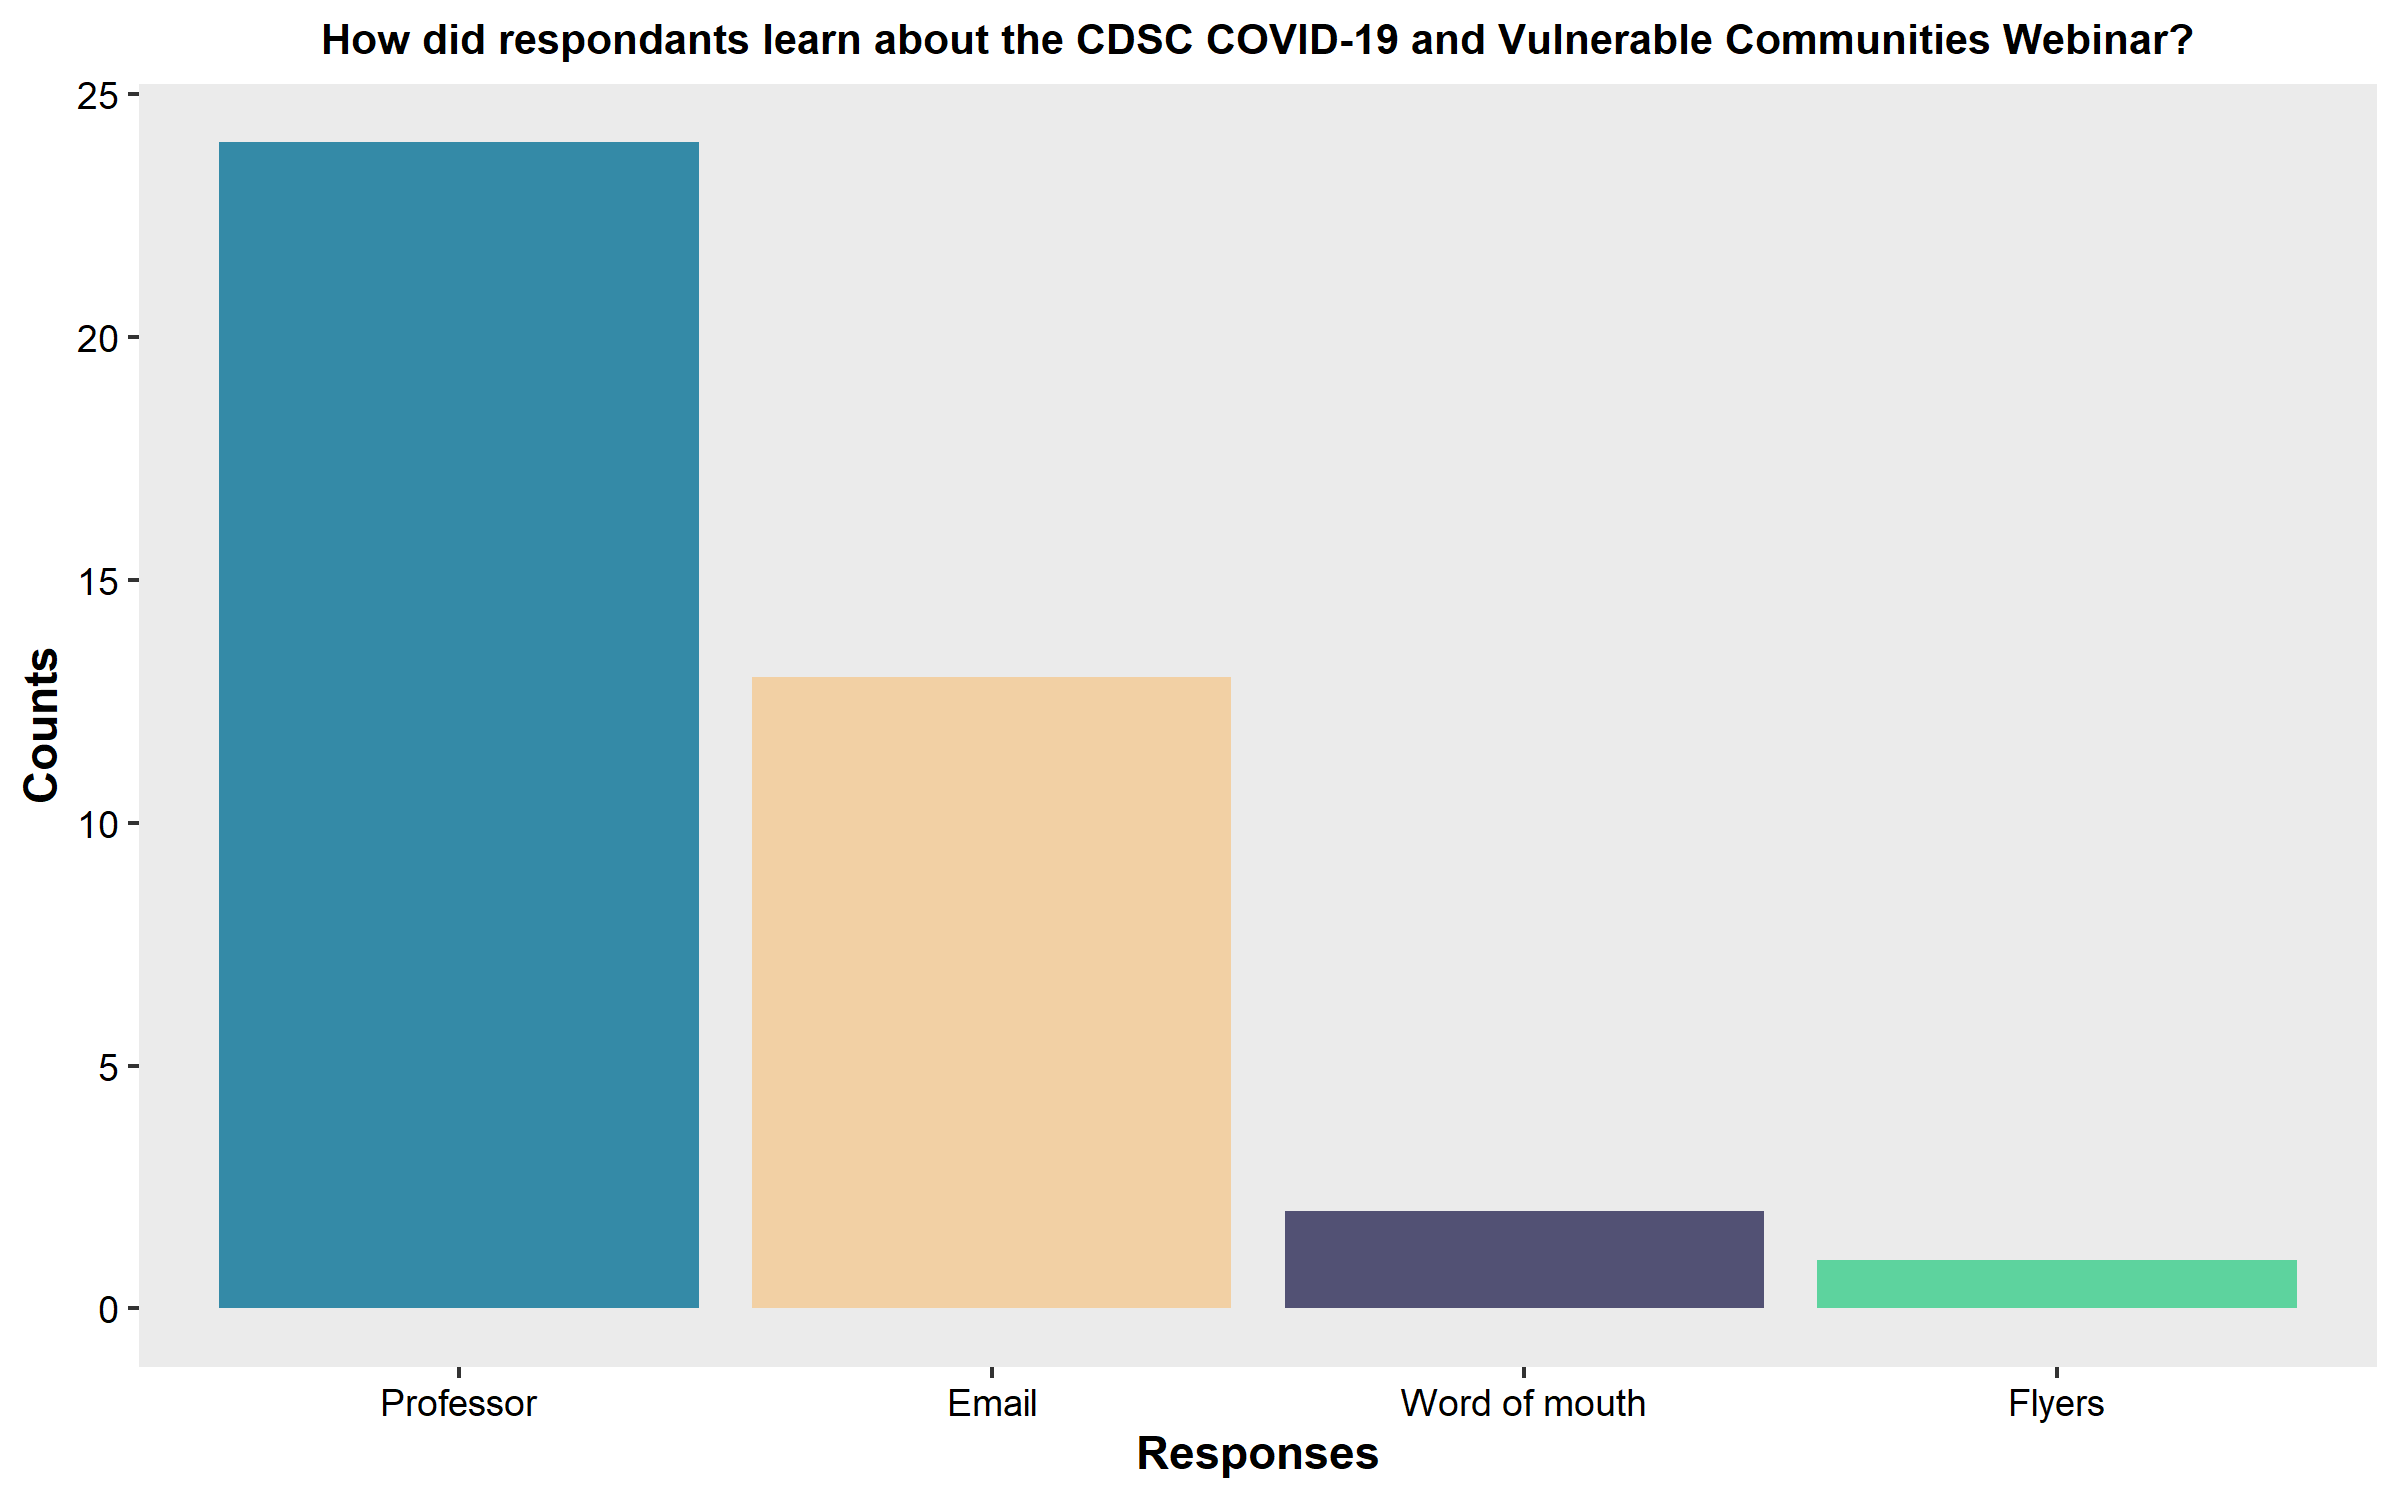 How did respondants learn about the CDSC COVID-19 and Vulnerable Communities Webinar?
25
20
15
10
5
0
Counts
Professor
Email
Word of mouth
Flyers
Responses